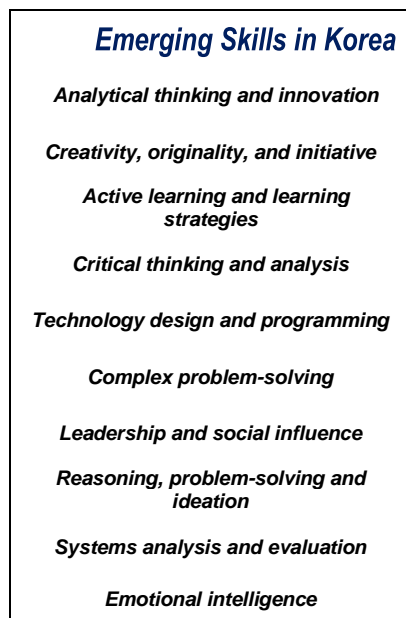 Emerging Skills in Korea
Analytical thinking and innovation
Creativity, originality, and initiative
Active learning and learning
strategies
Critical thinking and analysis
Technology design and programming
Complex problem-solving
Leadership and social influence
Reasoning, problem-solving and
ideation
Systems analysis and evaluation
Emotional intelligence